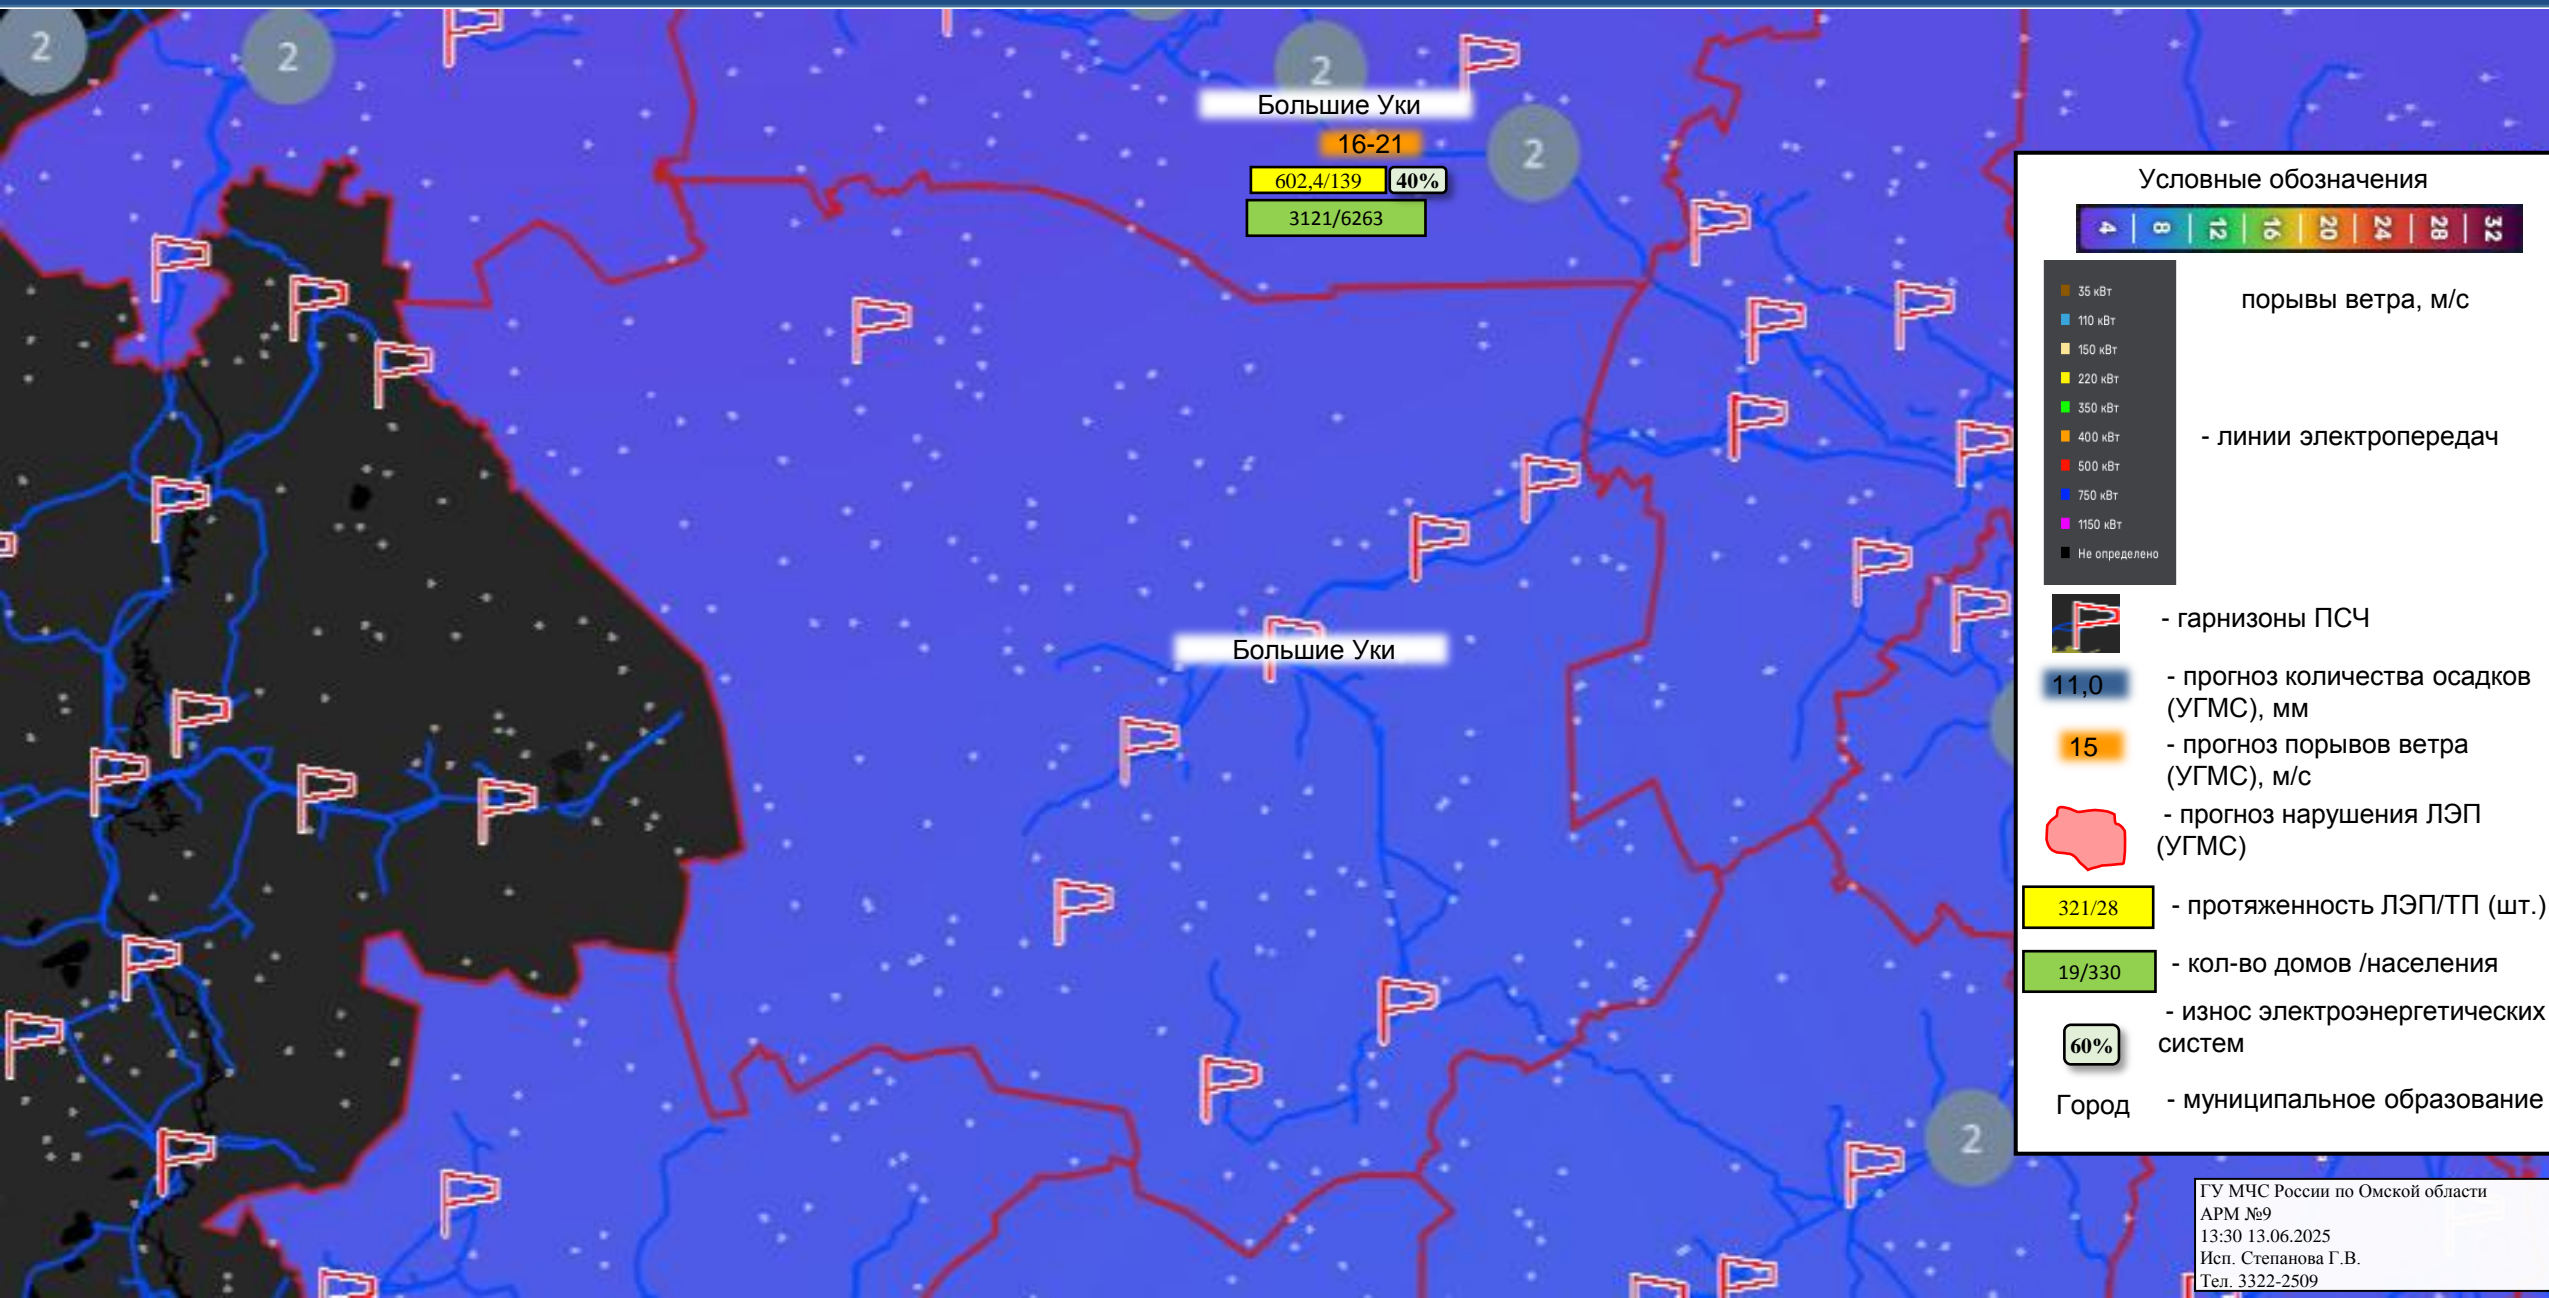 2
2
2
Большие Уки
16-21
2
602,4/139
40%
3121/6263
Большие Уки
2
Условные обозначения
4 8 12 16 20 24 28 32
порывы ветра, м/с
35 кВт
110 кВт
150 кВт
220 кВт
350 кВт
400 кВт
500 кВт
750 кВт
1150 кВт
Не определено
- линии электропередач
- гарнизоны ПСЧ
11,0
- прогноз количества осадков
(УГМС), мм
15
- прогноз порывов ветра
(УГМС), м/с
- прогноз нарушения ЛЭП
(УГМС)
321/28
- протяженность ЛЭП/ТП (шт.)
19/330
- кол-во домов /населения
60%
- износ электроэнергетических
систем
Город
- муниципальное образование
ГУ МЧС России по Омской области
АРМ №9
13:30 13.06.2025
Исп. Степанова Г.В.
Тел. 3322-2509